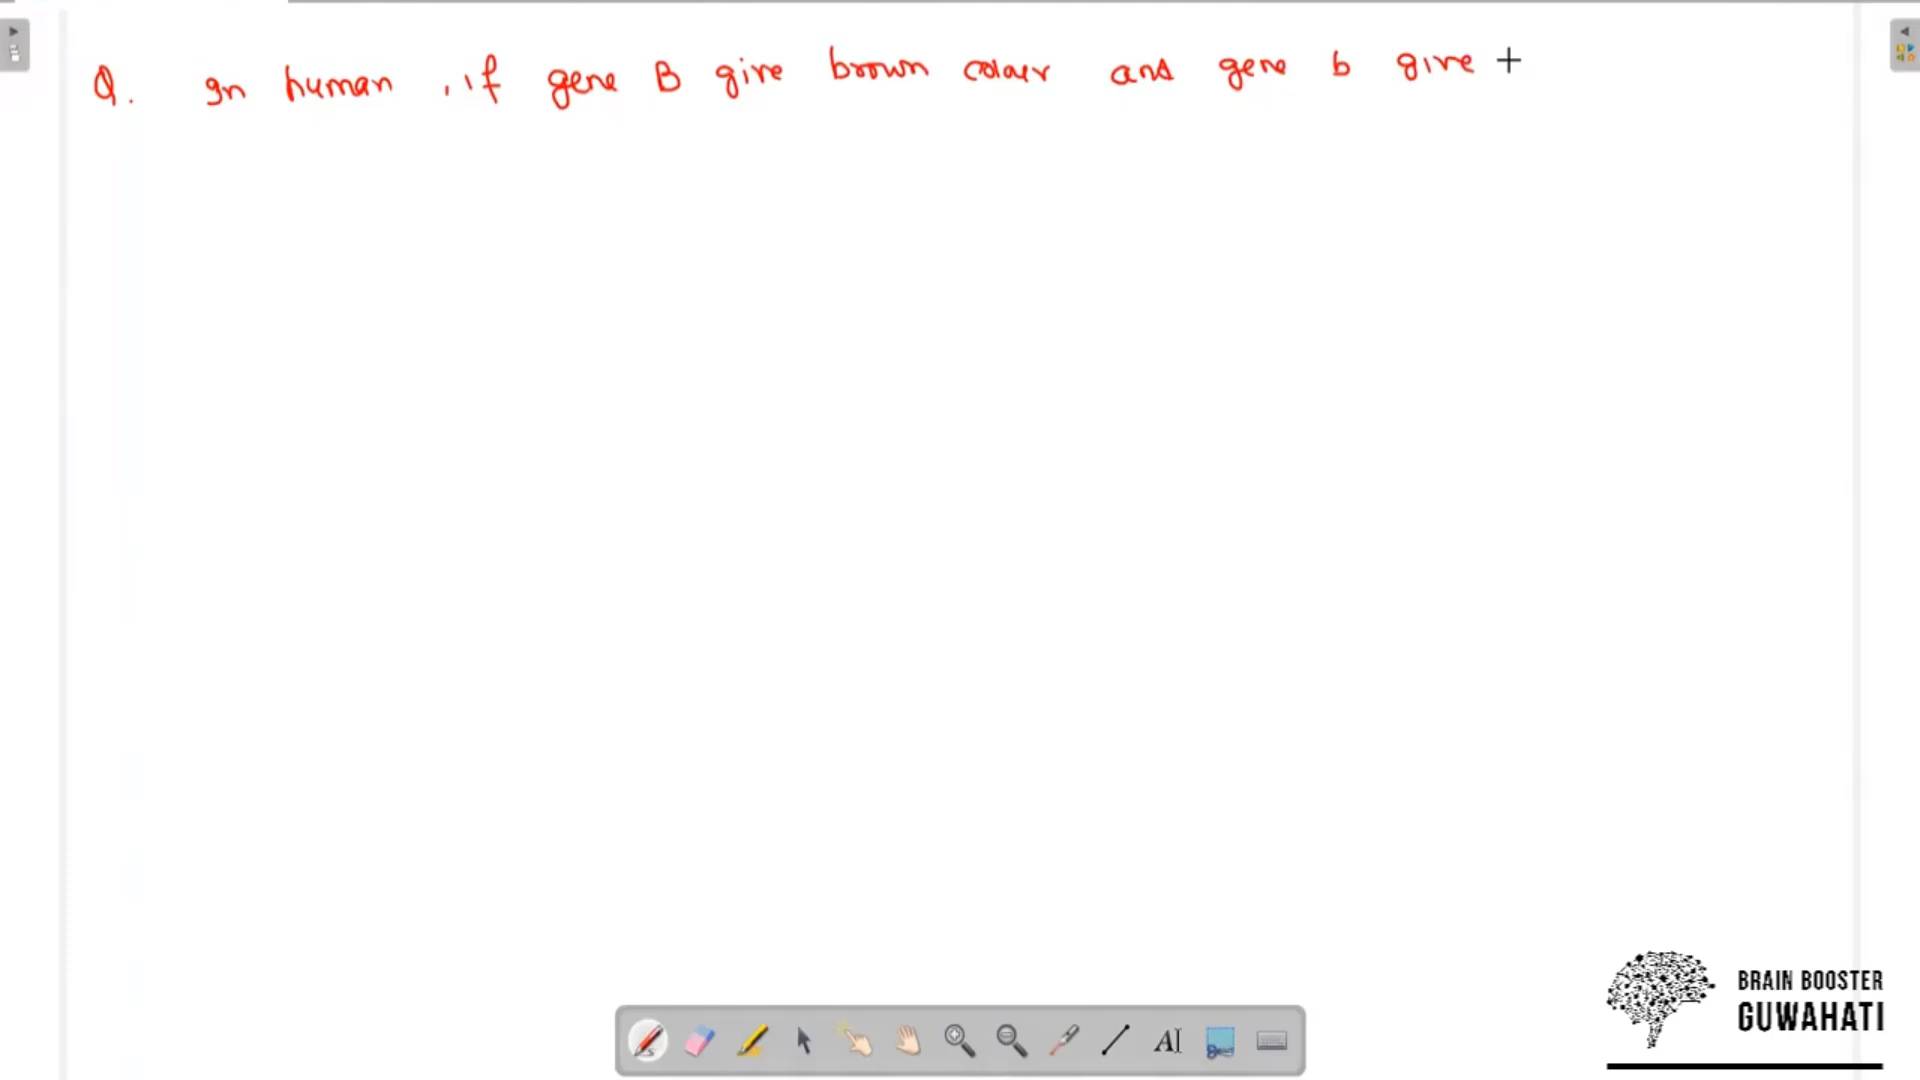 Q. In human, if gene B give brown colour and gene b give
BRAIN BOOSTER
GUWAHATI